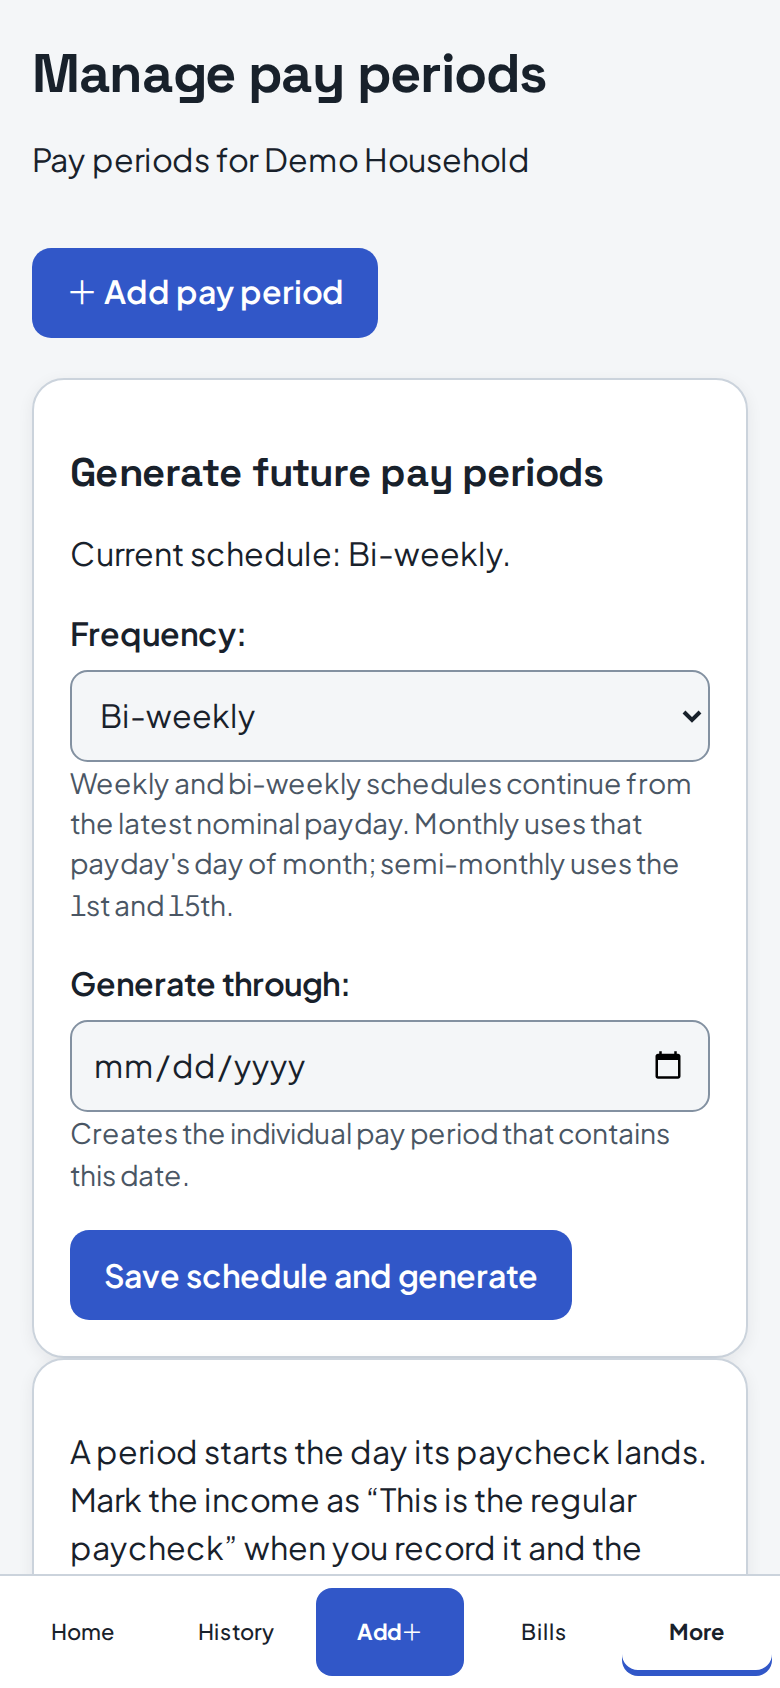 Manage pay periods
Pay periods for Demo Household
+ Add pay period
Generate future pay periods
Current schedule: Bi-weekly.
Frequency:
Bi-weekly
Weekly and bi-weekly schedules continue from
the latest nominal payday. Monthly uses that
payday's day of month; semi-monthly uses the
1st and 15th.
Generate through:
mm/dd/yyyy
Creates the individual pay period that contains
this date.
Save schedule and generate
A period starts the day its paycheck lands.
Mark the income as “This is the regular
paycheck” when you record it and the
Home
History
Add+
Bills
More